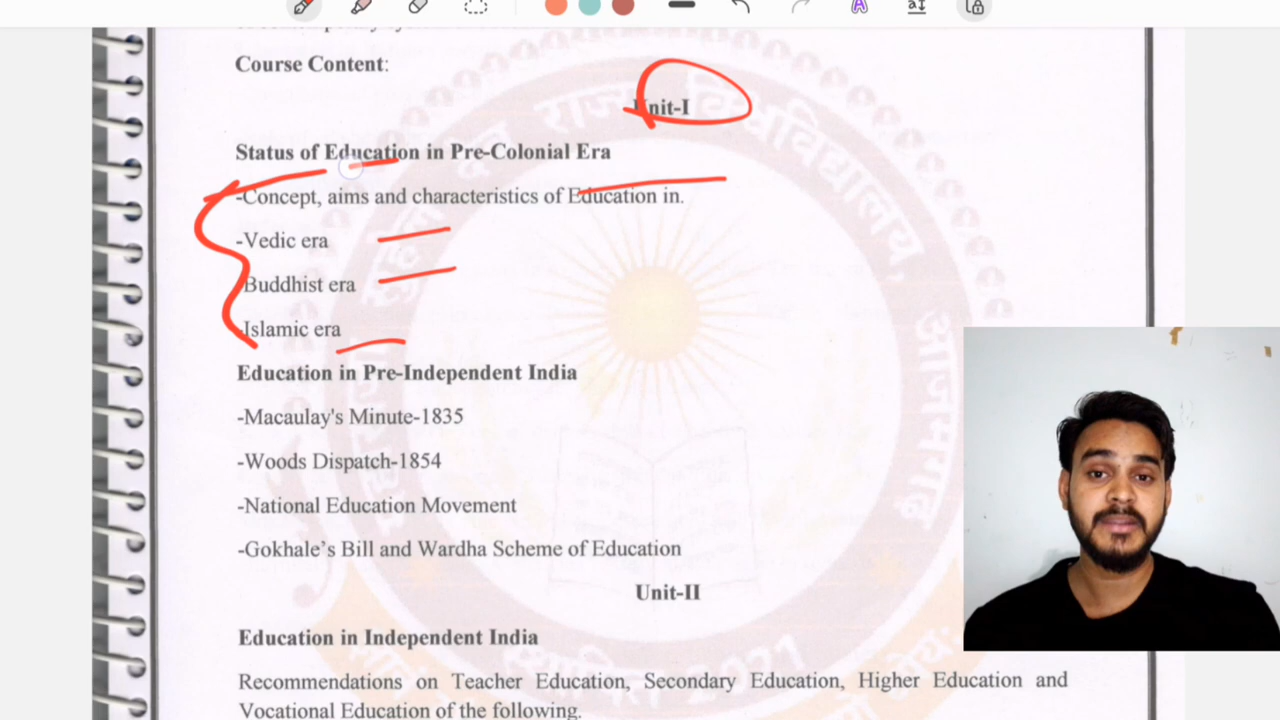 Course Content:
Unit-I
Status of Education in Pre-Colonial Era
-Concept, aims and characteristics of Education in.
-Vedic era
-Buddhist era
-Islamic era
Education in Pre-Independent India
-Macaulay's Minute-1835
-Woods Dispatch-1854
-National Education Movement
-Gokhale's Bill and Wardha Scheme of Education
Unit-II
Education in Independent India
Recommendations on Teacher Education, Secondary Education, Higher Education and
Vocational Education of the following.